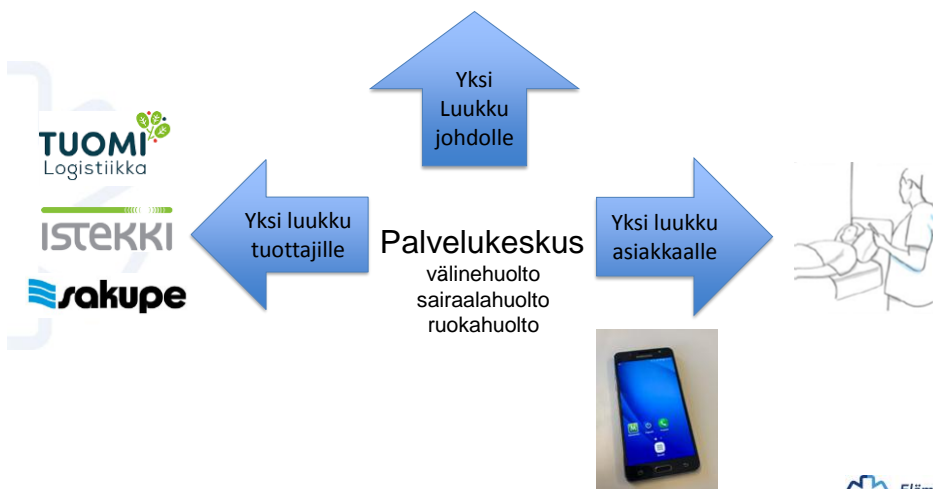 Yksi
Luukku
johdolle
TUOMI
Logistiikka
ISTEKKI
sakupe
Yksi luukku
tuottajille
Palvelukeskus
välinehuolto
sairaalahuolto
ruokahuolto
Yksi luukku
asiakkaalle